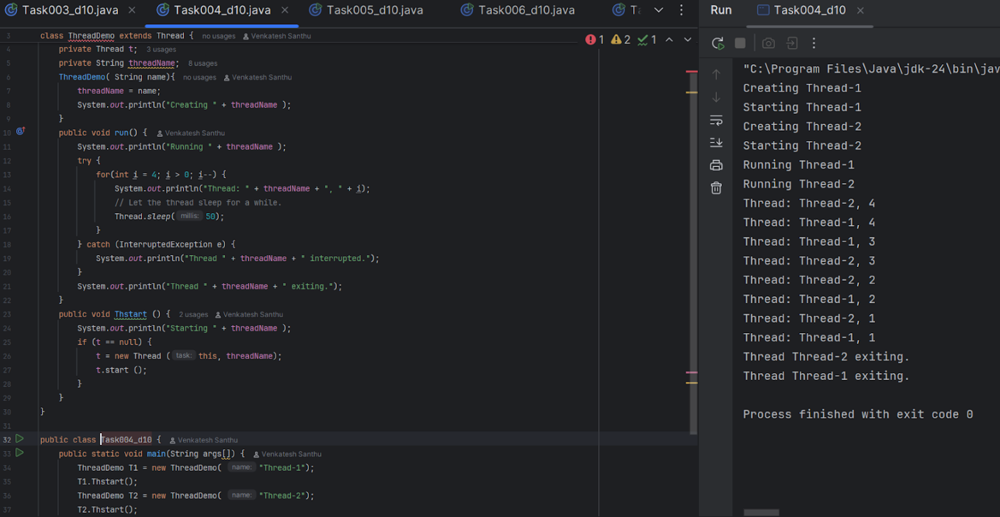 Task003_d10.java
Task004_d10.java
Task005_d10.java
Task006_d10.java
Run
Task004_d10
1 2 1
3 class ThreadDemo extends Thread { no usages Venkatesh Santhu
4 private Thread t; 3 usages
5 private String threadName; 8 usages
6 ThreadDemo( String name){ no usages Venkatesh Santhu
7 threadName = name;
8 System.out.println("Creating " + threadName );
9 }
10 public void run() { Venkatesh Santhu
11 System.out.println("Running " + threadName );
12 try {
13 for(int i = 4; i > 0; i--) {
14 System.out.println("Thread: " + threadName + ", " + i);
15 // Let the thread sleep for a while.
16 Thread.sleep( millis: 50);
17 }
18 } catch (InterruptedException e) {
19 System.out.println("Thread " + threadName + " interrupted.");
20 }
21 System.out.println("Thread " + threadName + " exiting.");
22 }
23 public void Thstart () { 2 usages Venkatesh Santhu
24 System.out.println("Starting " + threadName );
25 if (t == null) {
26 t = new Thread ( task: this, threadName);
27 t.start ();
28 }
29 }
30 }
31
32 public class Task004_d10 { Venkatesh Santhu
33 public static void main(String args[]) { Venkatesh Santhu
34 ThreadDemo T1 = new ThreadDemo( name: "Thread-1");
35 T1.Thstart();
36 ThreadDemo T2 = new ThreadDemo( name: "Thread-2");
37 T2.Thstart();
"C:\Program Files\Java\jdk-24\bin\jav
Creating Thread-1
Starting Thread-1
Creating Thread-2
Starting Thread-2
Running Thread-1
Running Thread-2
Thread: Thread-2, 4
Thread: Thread-1, 4
Thread: Thread-1, 3
Thread: Thread-2, 3
Thread: Thread-2, 2
Thread: Thread-1, 2
Thread: Thread-2, 1
Thread: Thread-1, 1
Thread Thread-2 exiting.
Thread Thread-1 exiting.
Process finished with exit code 0